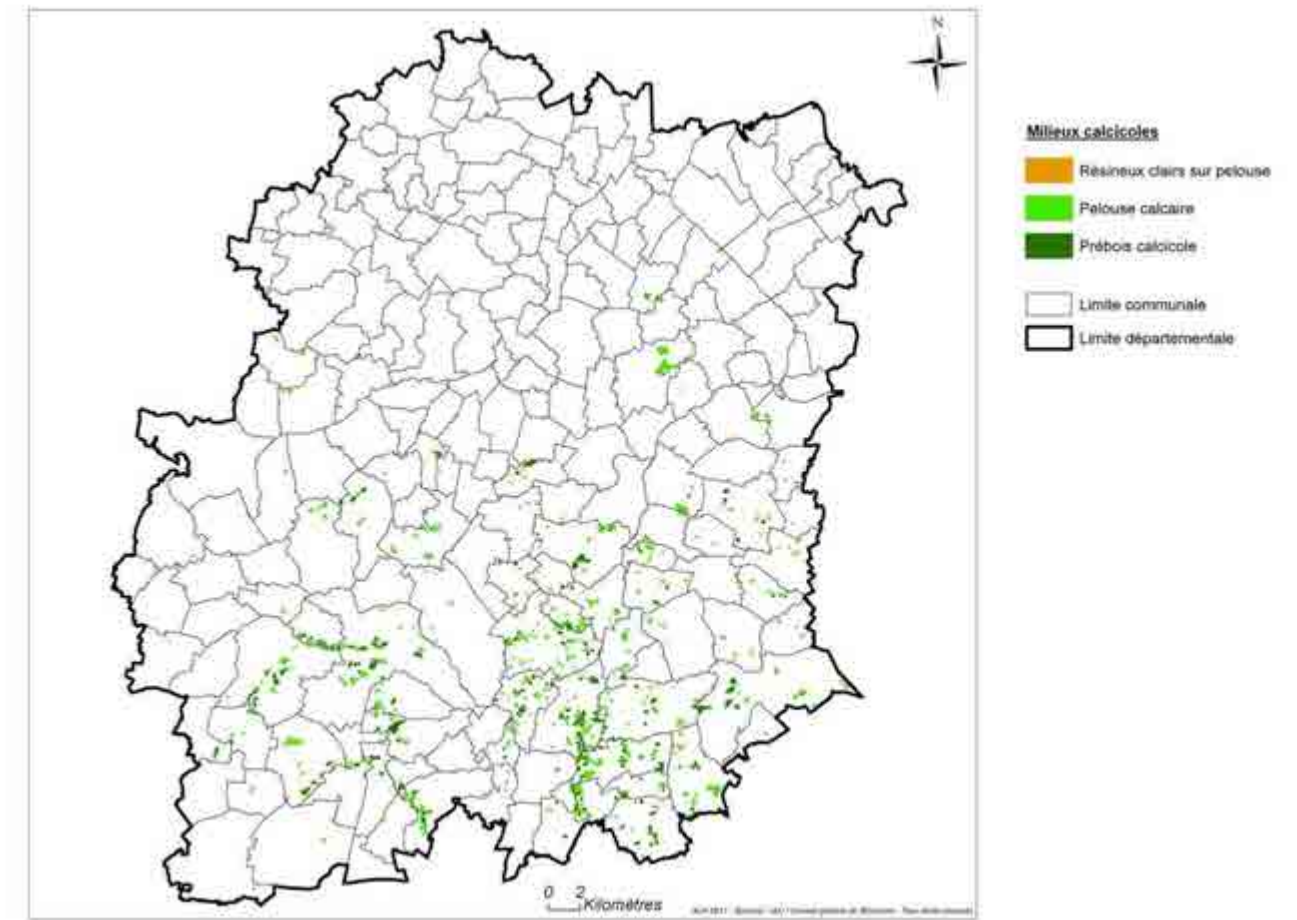 N
Milieux calcicoles
Résineux clairs sur pelouse
Pelouse calcaire
Prébois calcicole
Limite communale
Limite départementale
0 2
Kilomètres